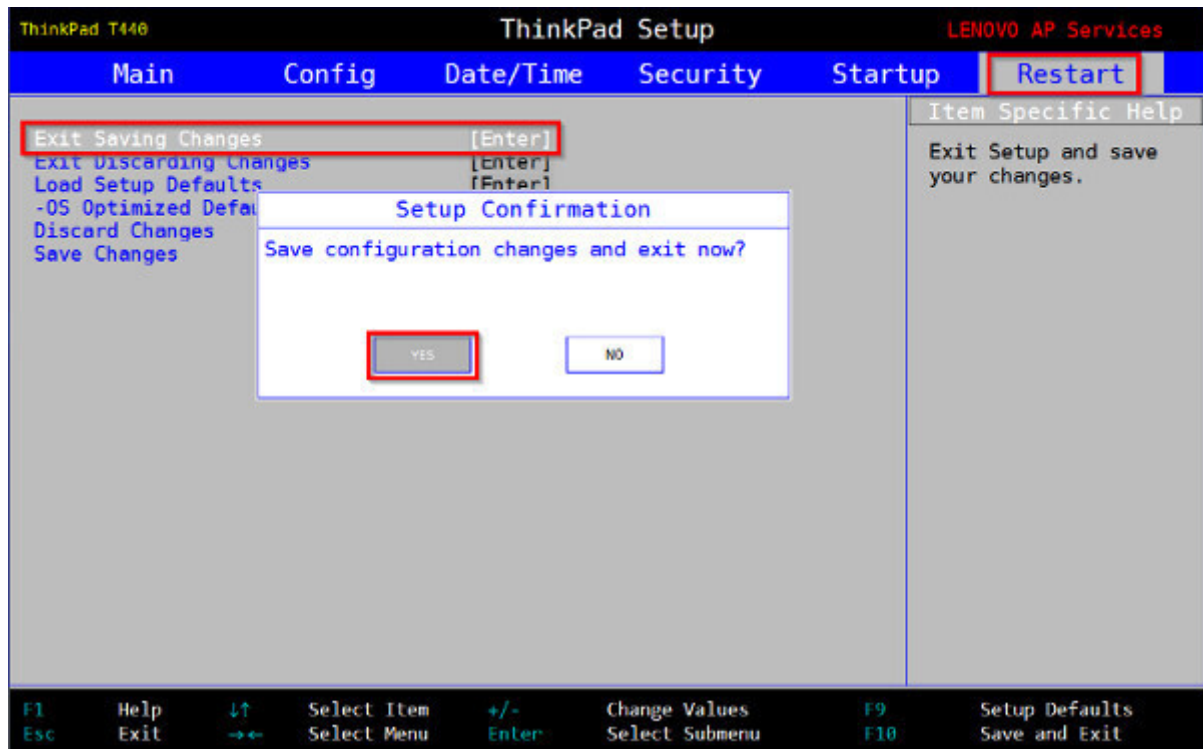 ThinkPad T440 ThinkPad Setup LENOVO AP Services
Main Config Date/Time Security Startup Restart
Item Specific Help
Exit Saving Changes [Enter]
Exit Discarding Changes [Enter]
Load Setup Defaults [Enter]
-OS Optimized Defau
Discard Changes
Save Changes
Exit Setup and save
your changes.
Setup Confirmation
Save configuration changes and exit now?
YES NO
F1 Help ↓↑ Select Item +/- Change Values F9 Setup Defaults
Esc Exit →← Select Menu Enter Select Submenu F10 Save and Exit